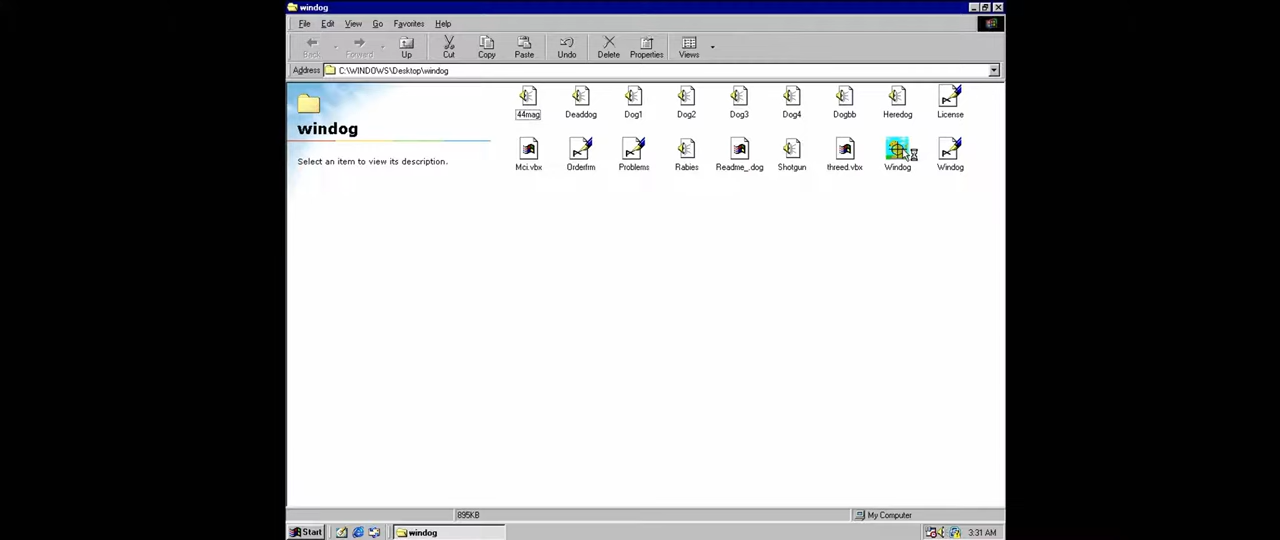 windog
File Edit View Go Favorites Help
Back Forward Up Cut Copy Paste Undo Delete Properties Views
Address C:\WINDOWS\Desktop\windog
44mag Deaddog Dog1 Dog2 Dog3 Dog4 Dogbb Heredog License
windog
Select an item to view its description.
Mci.vbx Orderfrm Problems Rabies Readme_.dog Shotgun threed.vbx Windog Windog
895KB My Computer
Start windog 3:31 AM